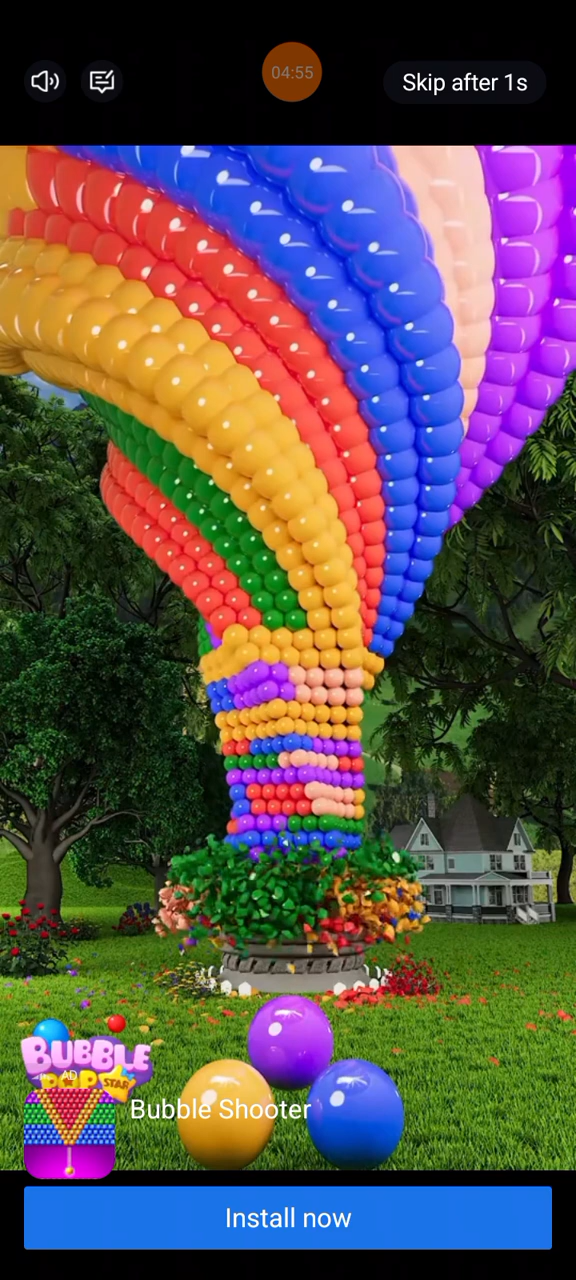 04:55
Skip after 1s
BUBBLE
POP
STAR
AD
Bubble Shooter
Install now